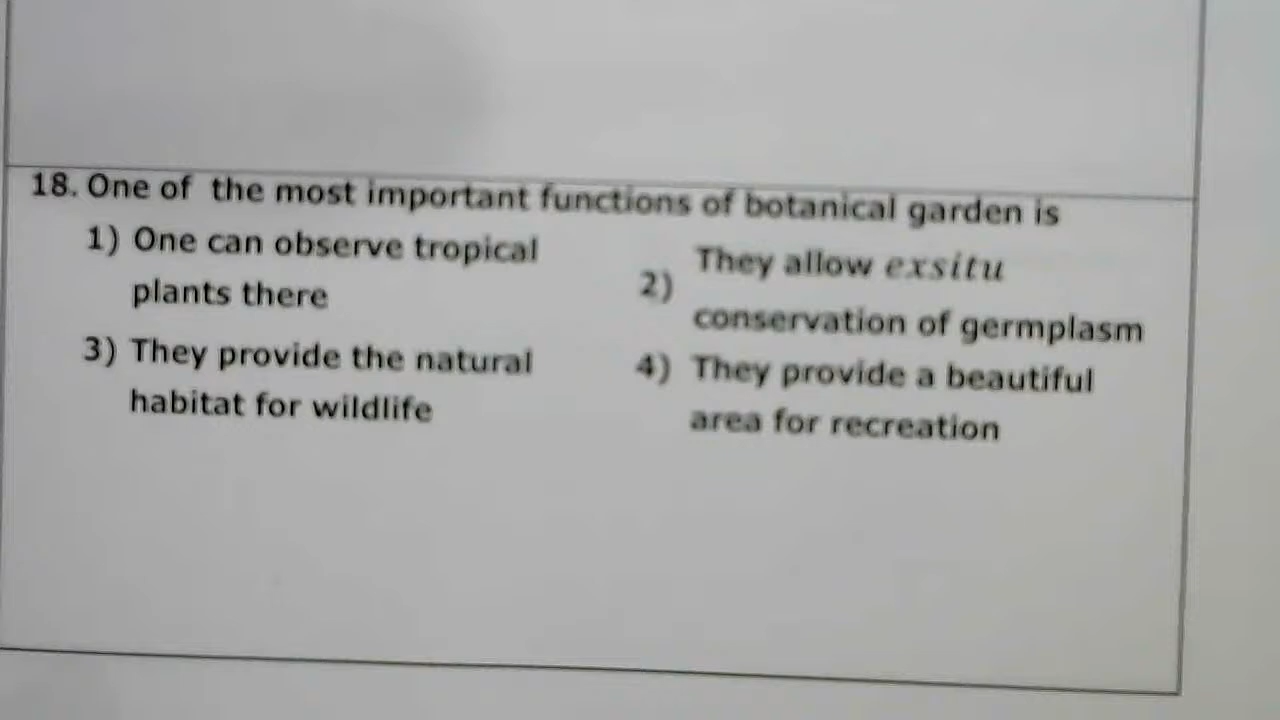 18. One of the most important functions of botanical garden is
1) One can observe tropical
plants there
2) They allow exsitu
conservation of germplasm
3) They provide the natural
habitat for wildlife
4) They provide a beautiful
area for recreation